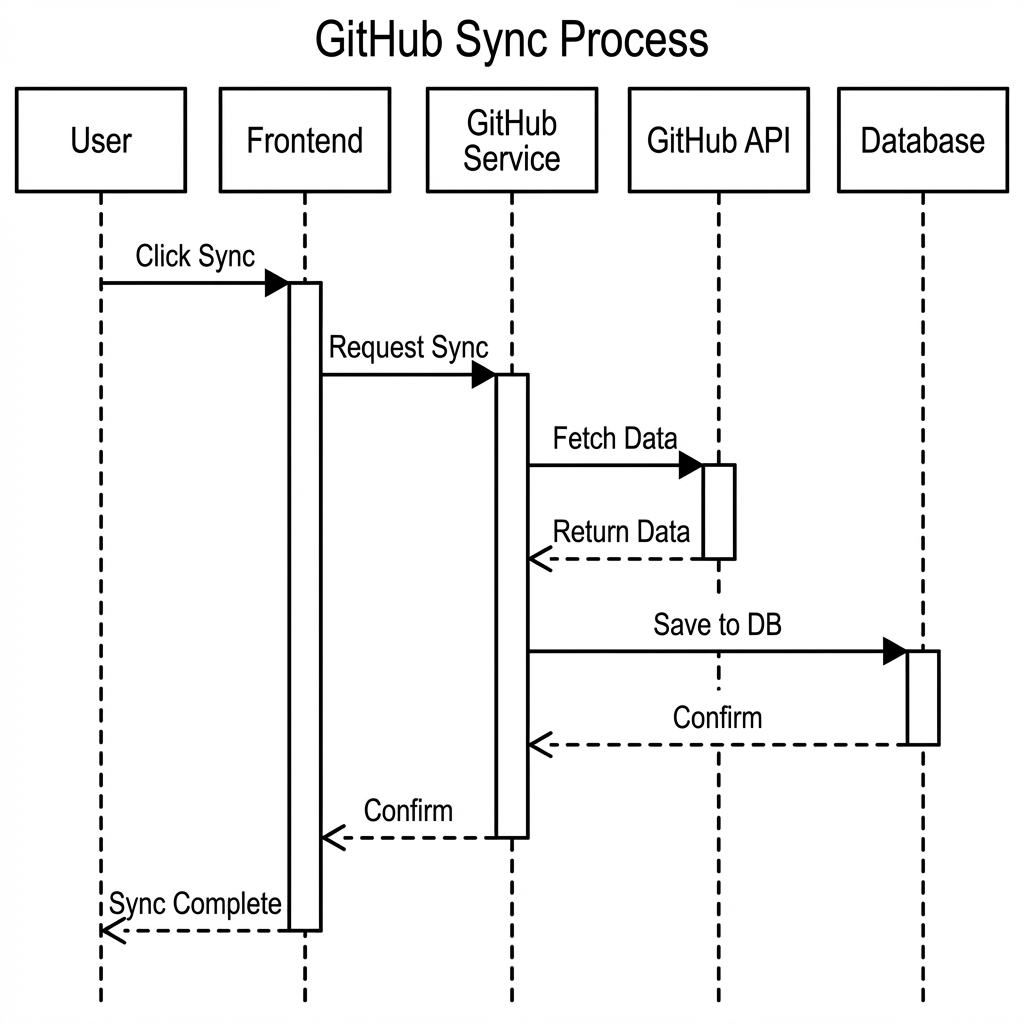 GitHub Sync Process
User
Frontend
GitHub
Service
GitHub API
Database
Click Sync
Request Sync
Fetch Data
Return Data
Save to DB
Confirm
Confirm
Sync Complete